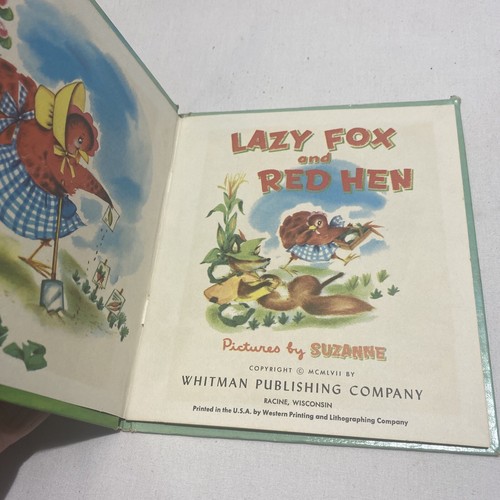 LAZY FOX
and
RED HEN
Pictures by SUZANNE
COPYRIGHT © MCMLVII BY
WHITMAN PUBLISHING COMPANY
RACINE, WISCONSIN
Printed in the U.S.A. by Western Printing and Lithographing Company